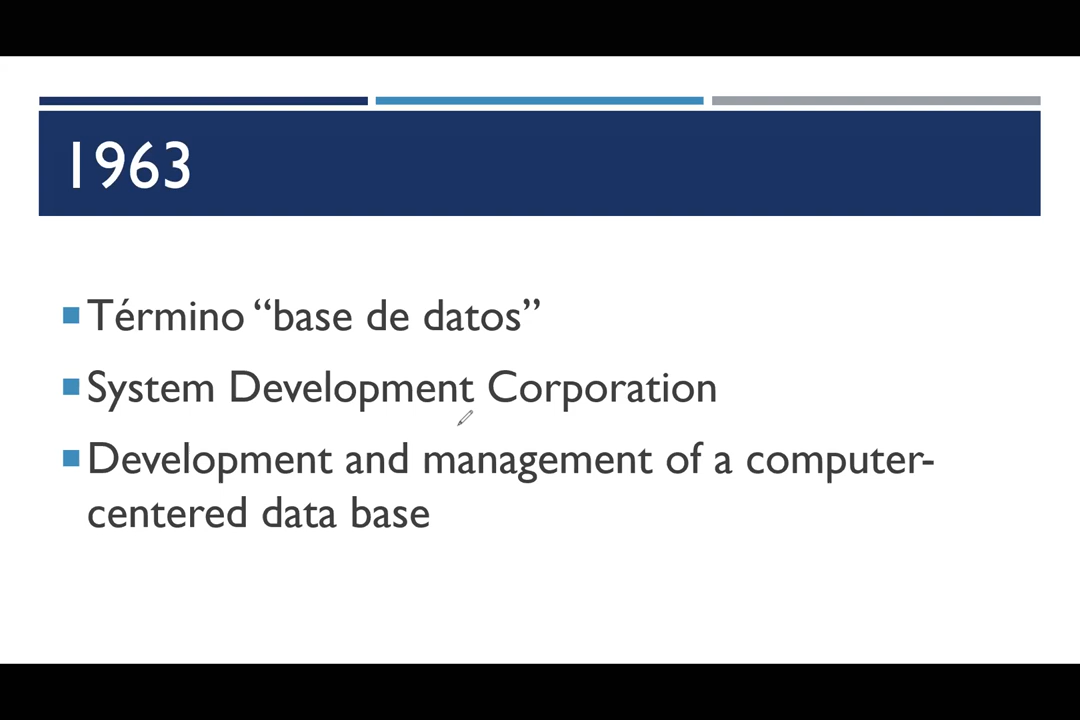 1963
Término “base de datos”
System Development Corporation
Development and management of a computer-
centered data base